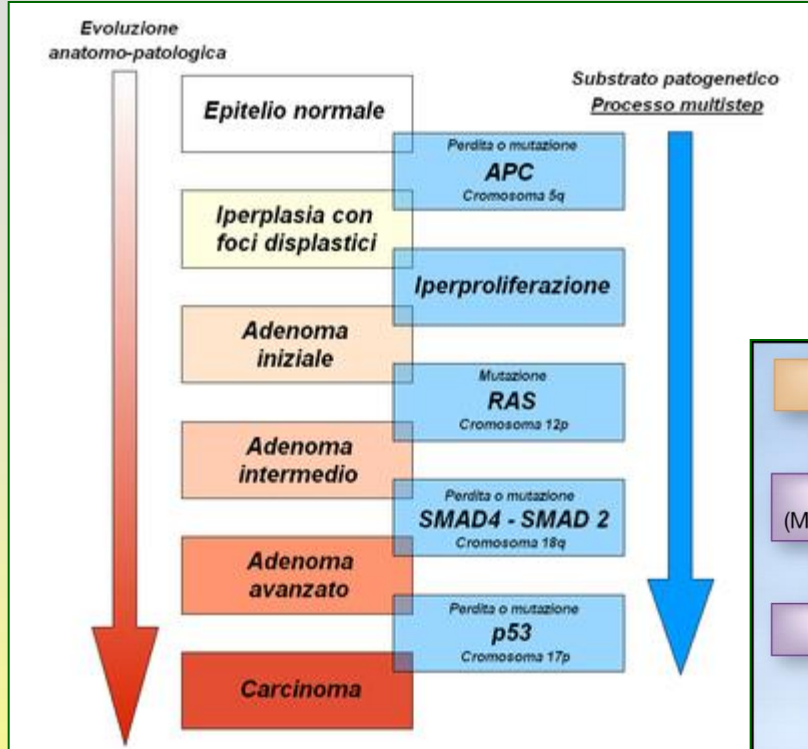 Evoluzione
anatomo-patologica
Substrato patogenetico
Processo multistep
Epitelio normale
Perdita o mutazione
APC
Cromosoma 5q
Iperplasia con
foci displastici
Iperproliferazione
Adenoma
iniziale
Mutazione
RAS
Cromosoma 12p
Adenoma
intermedio
Perdita o mutazione
SMAD4 - SMAD 2
Cromosoma 18q
Adenoma
avanzato
Perdita o mutazione
p53
Cromosoma 17p
Carcinoma